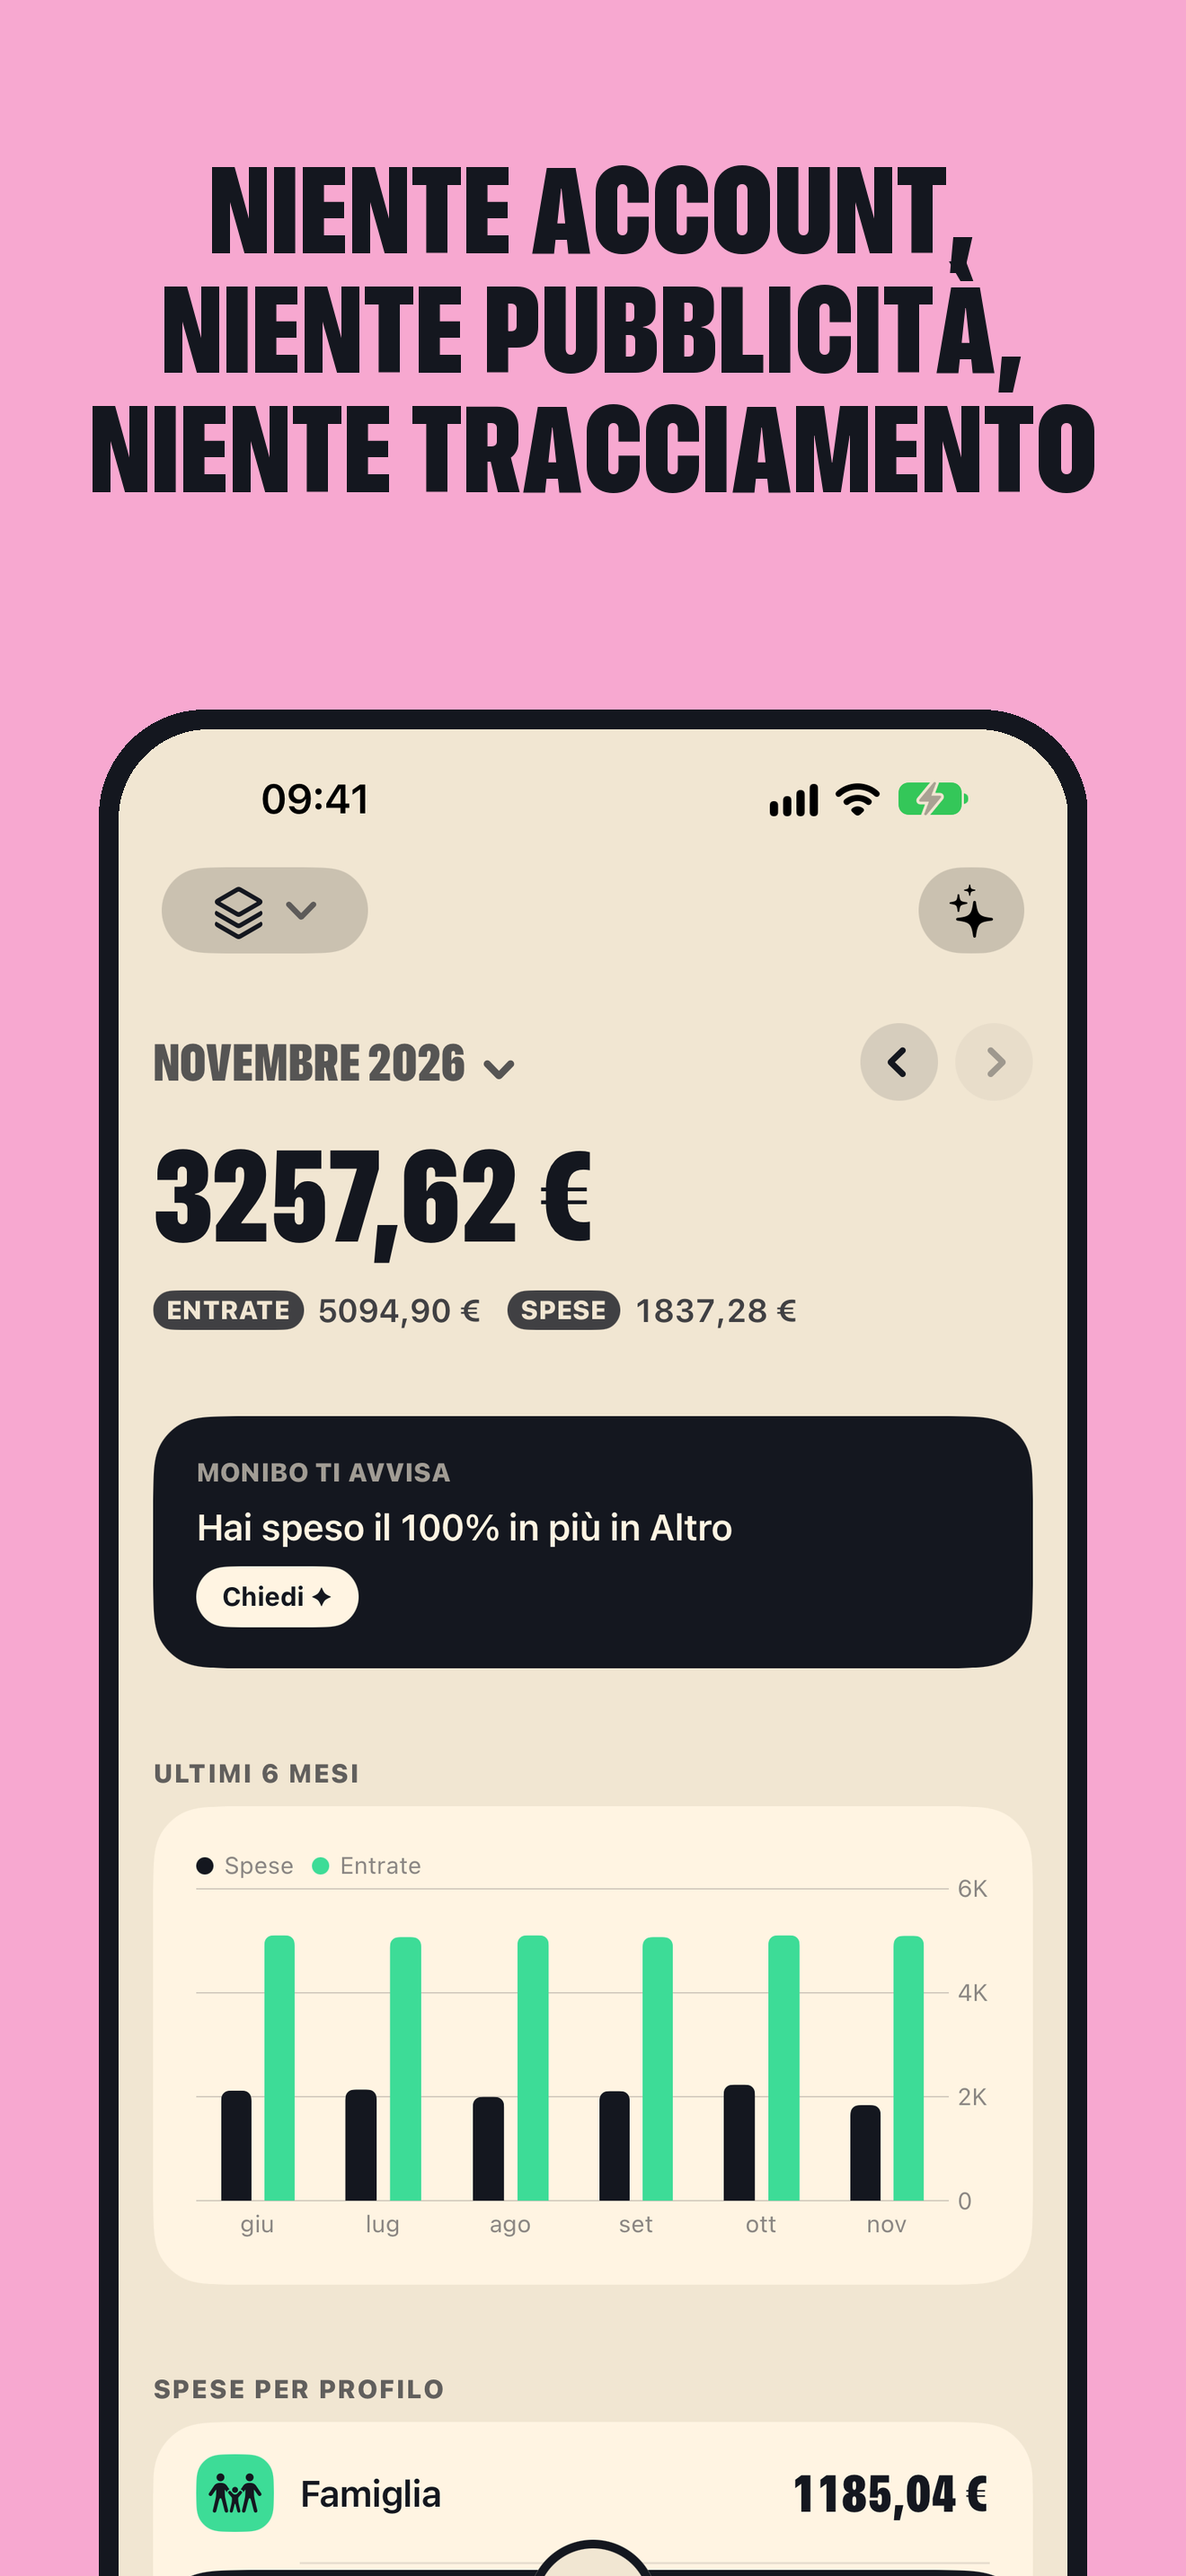 NIENTE ACCOUNT,
NIENTE PUBBLICITÀ,
NIENTE TRACCIAMENTO
09:41
NOVEMBRE 2026
3257,62 €
ENTRATE 5094,90 € SPESE 1837,28 €
MONIBO TI AVVISA
Hai speso il 100% in più in Altro
Chiedi
ULTIMI 6 MESI
Spese Entrate
6K
4K
2K
0
giu lug ago set ott nov
SPESE PER PROFILO
Famiglia 1185,04 €